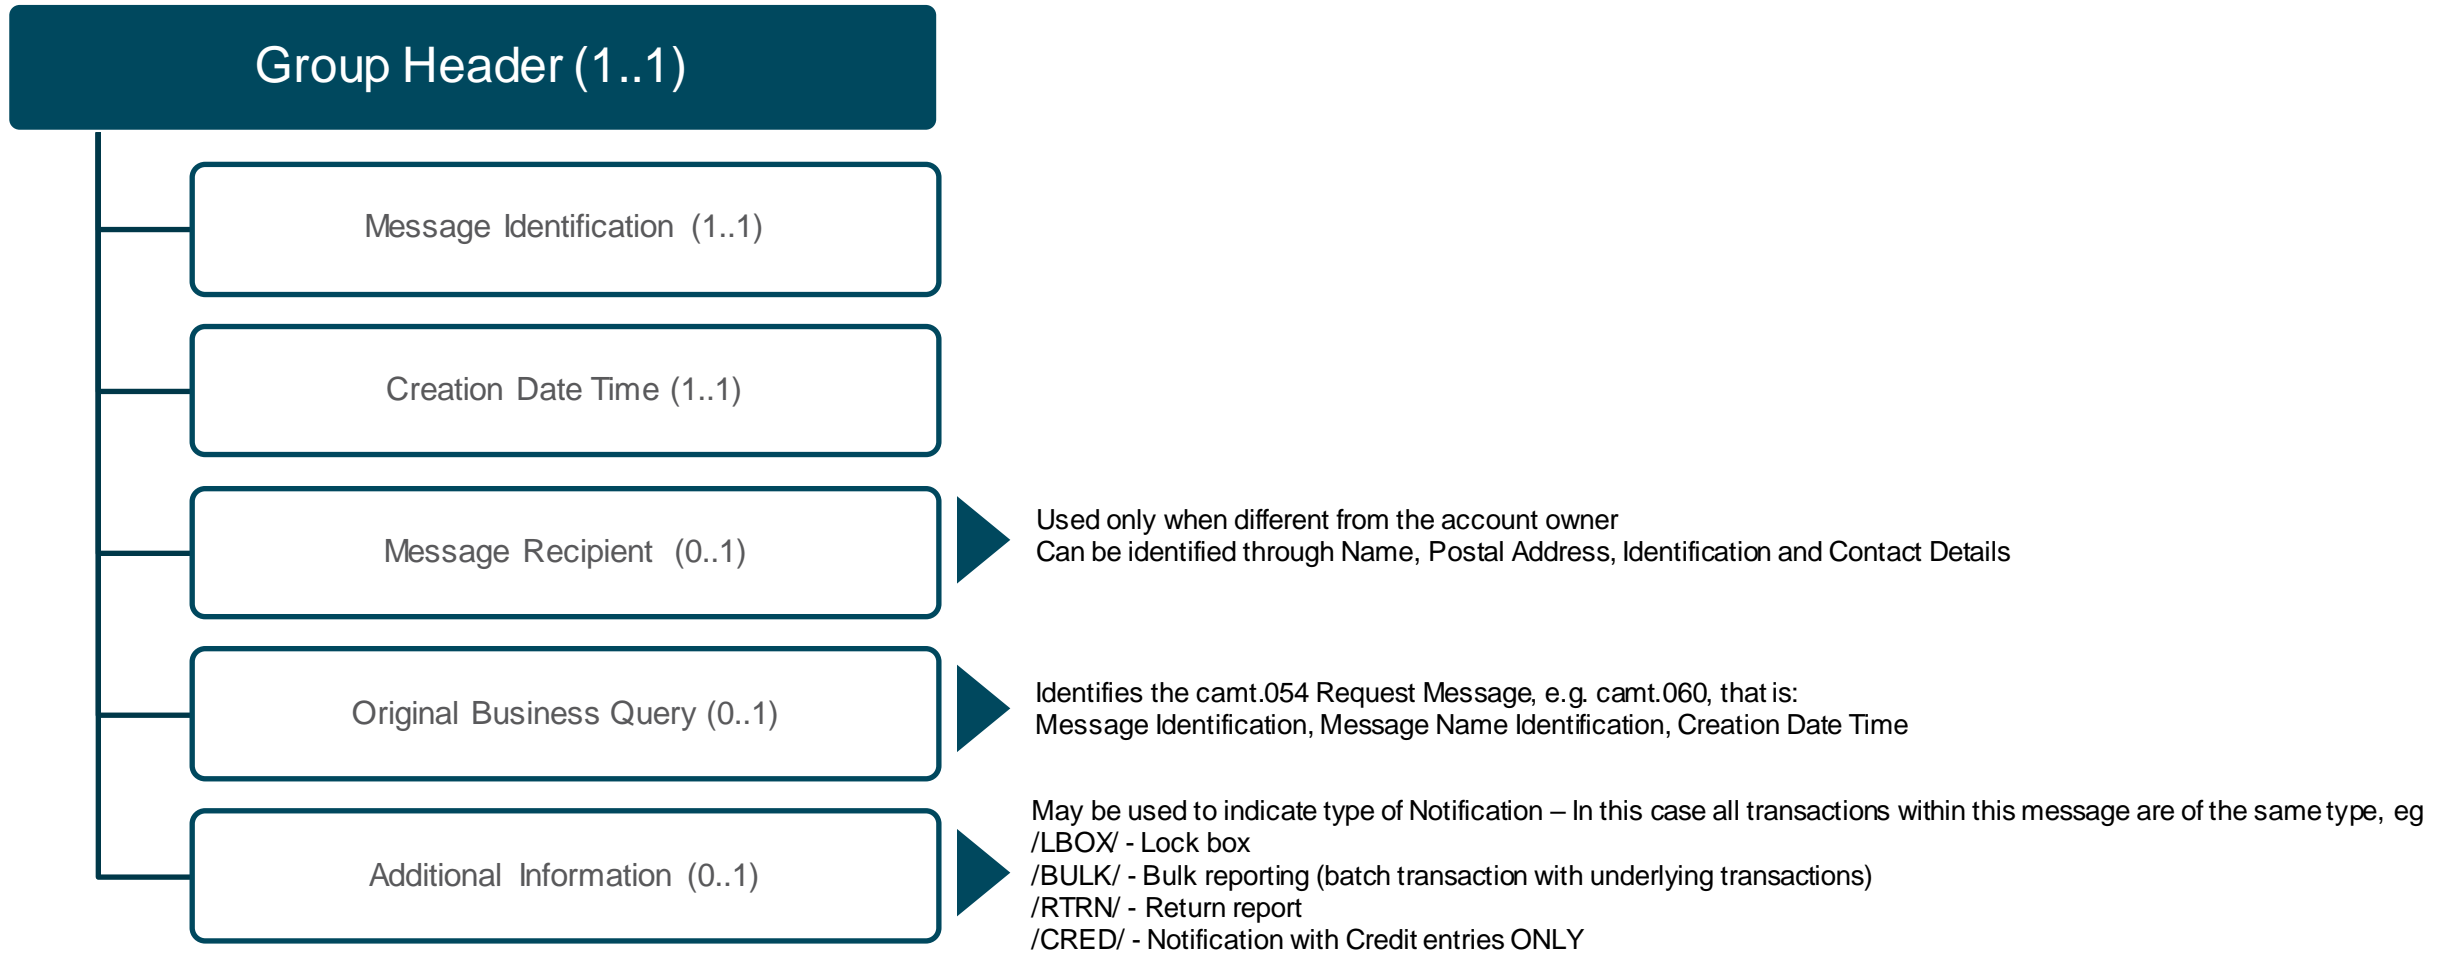 Group Header (1..1)
Message Identification (1..1)
Creation Date Time (1..1)
Message Recipient (0..1)
Used only when different from the account owner
Can be identified through Name, Postal Address, Identification and Contact Details
Original Business Query (0..1)
Identifies the camt.054 Request Message, e.g. camt.060, that is:
Message Identification, Message Name Identification, Creation Date Time
Additional Information (0..1)
May be used to indicate type of Notification – In this case all transactions within this message are of the same type, eg
/LBOX/ - Lock box
/BULK/ - Bulk reporting (batch transaction with underlying transactions)
/RTRN/ - Return report
/CRED/ - Notification with Credit entries ONLY